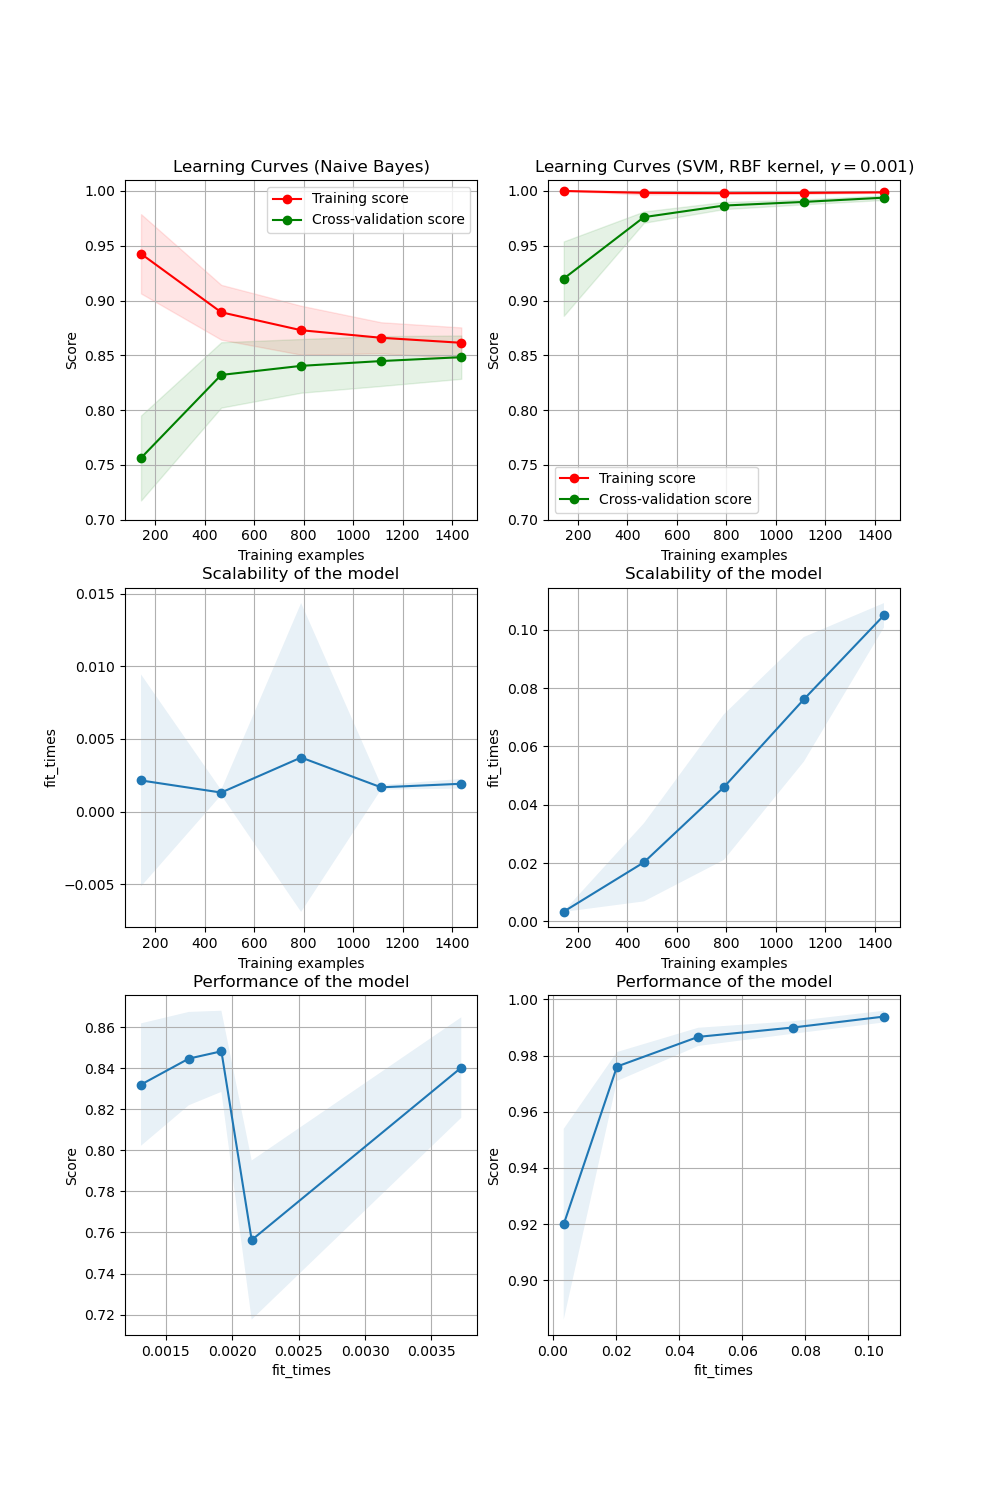 Learning Curves (Naive Bayes)
1.00
0.95
0.90
0.85
0.80
0.75
0.70
Score
Training score
Cross-validation score
200 400 600 800 1000 1200 1400
Training examples
Learning Curves (SVM, RBF kernel, γ = 0.001)
1.00
0.95
0.90
0.85
0.80
0.75
0.70
Score
Training score
Cross-validation score
200 400 600 800 1000 1200 1400
Training examples
Scalability of the model
0.015
0.010
0.005
0.000
−0.005
fit_times
200 400 600 800 1000 1200 1400
Training examples
Scalability of the model
0.10
0.08
0.06
0.04
0.02
0.00
fit_times
200 400 600 800 1000 1200 1400
Training examples
Performance of the model
0.86
0.84
0.82
0.80
0.78
0.76
0.74
0.72
Score
0.0015 0.0020 0.0025 0.0030 0.0035
fit_times
Performance of the model
1.00
0.98
0.96
0.94
0.92
0.90
Score
0.00 0.02 0.04 0.06 0.08 0.10
fit_times